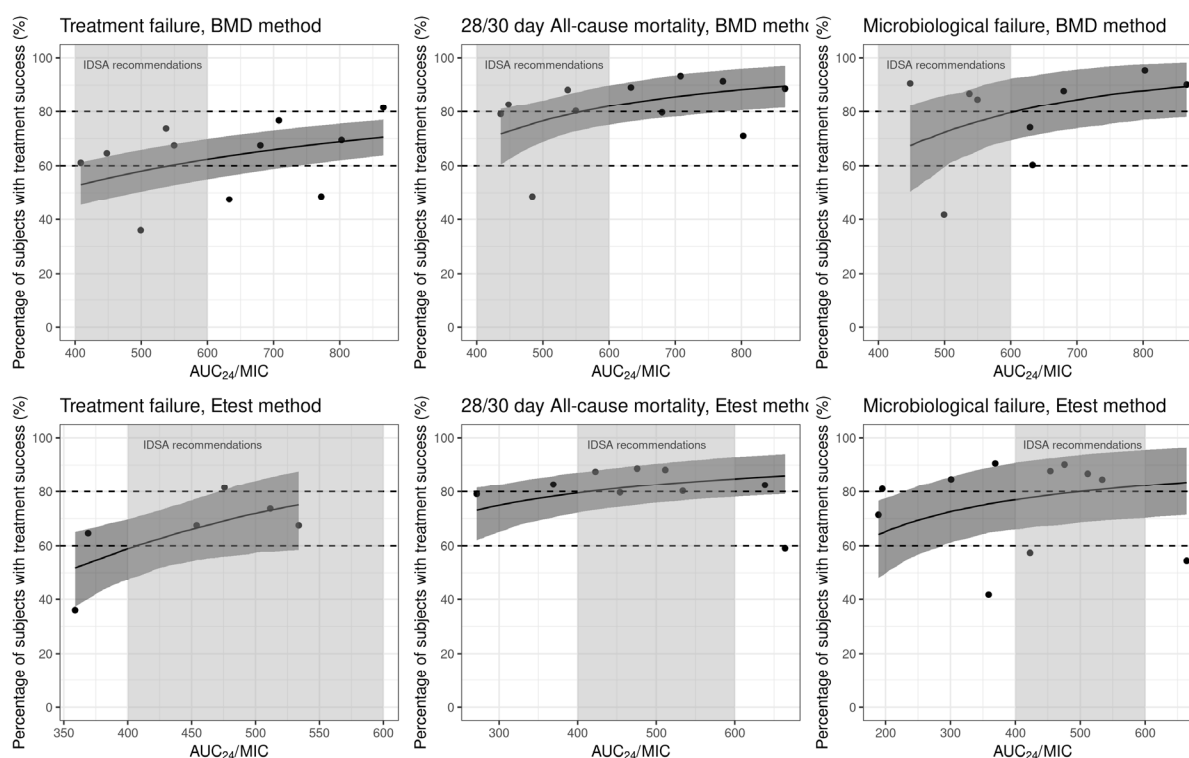 Treatment failure, BMD method
Percentage of subjects with treatment success (%)
100
80
60
40
20
0
IDSA recommendations
400 500 600 700 800
AUC24/MIC
28/30 day All-cause mortality, BMD metho
Percentage of subjects with treatment success (%)
100
80
60
40
20
0
IDSA recommendations
400 500 600 700 800
AUC24/MIC
Microbiological failure, BMD method
Percentage of subjects with treatment success (%)
100
80
60
40
20
0
IDSA recommendations
400 500 600 700 800
AUC24/MIC
Treatment failure, Etest method
Percentage of subjects with treatment success (%)
100
80
60
40
20
0
IDSA recommendations
350 400 450 500 550 600
AUC24/MIC
28/30 day All-cause mortality, Etest metho
Percentage of subjects with treatment success (%)
100
80
60
40
20
0
IDSA recommendations
300 400 500 600
AUC24/MIC
Microbiological failure, Etest method
Percentage of subjects with treatment success (%)
100
80
60
40
20
0
IDSA recommendations
200 300 400 500 600
AUC24/MIC